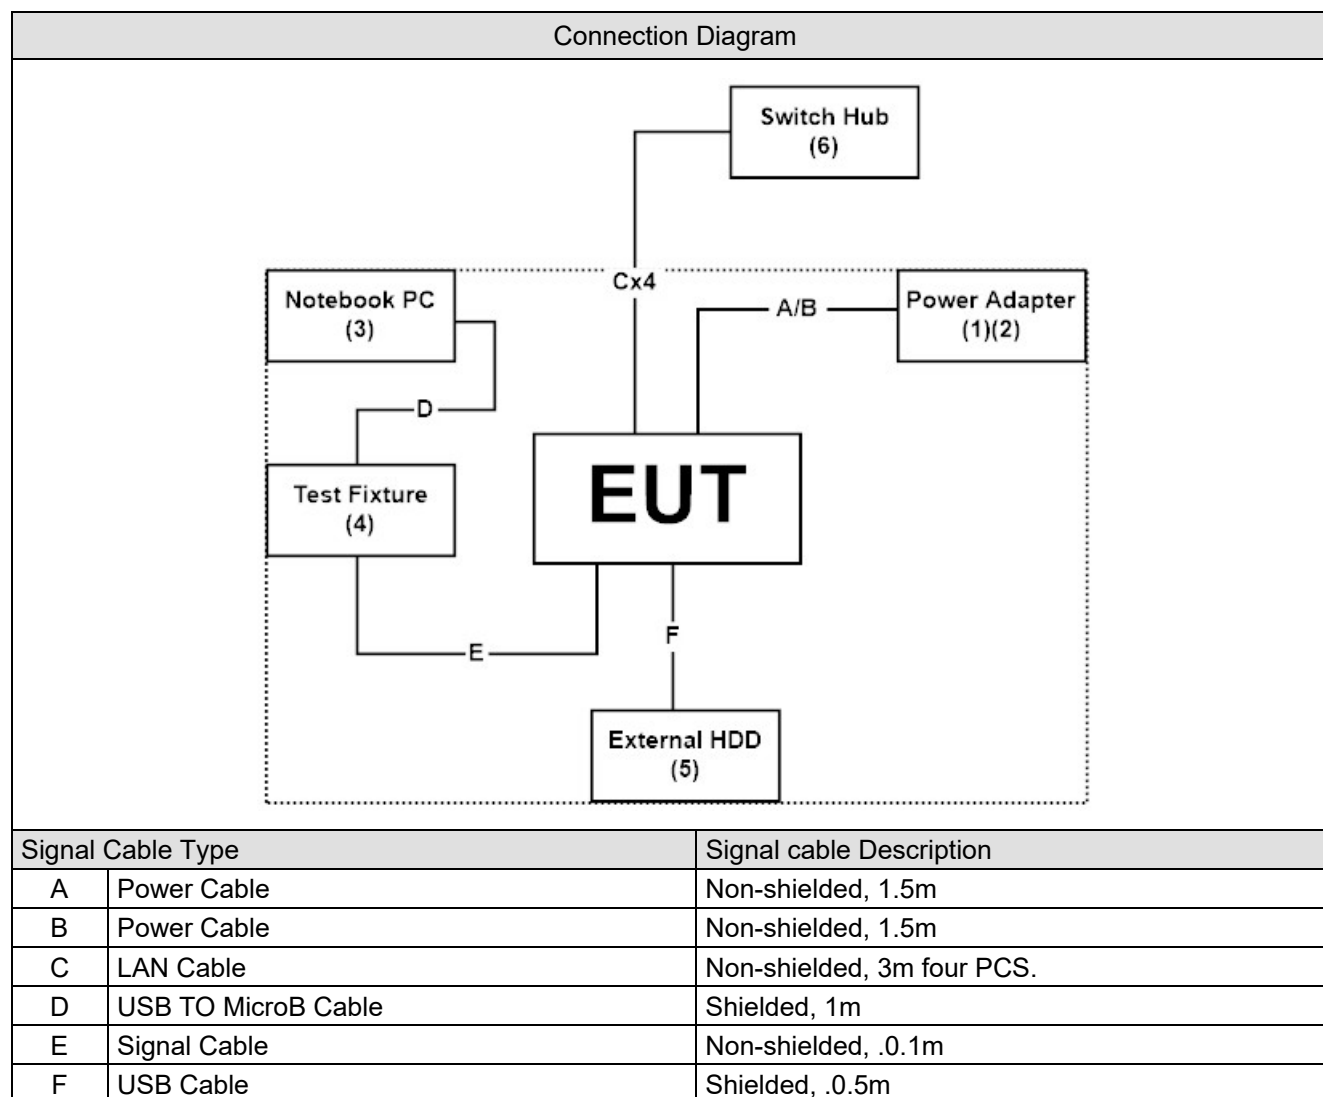 Connection Diagram
Switch Hub
(6)
Cx4
Notebook PC
(3)
A/B
Power Adapter
(1)(2)
D
Test Fixture
(4)
EUT
E
F
External HDD
(5)
Signal Cable Type Signal cable Description
A Power Cable Non-shielded, 1.5m
B Power Cable Non-shielded, 1.5m
C LAN Cable Non-shielded, 3m four PCS.
D USB TO MicroB Cable Shielded, 1m
E Signal Cable Non-shielded, .0.1m
F USB Cable Shielded, .0.5m